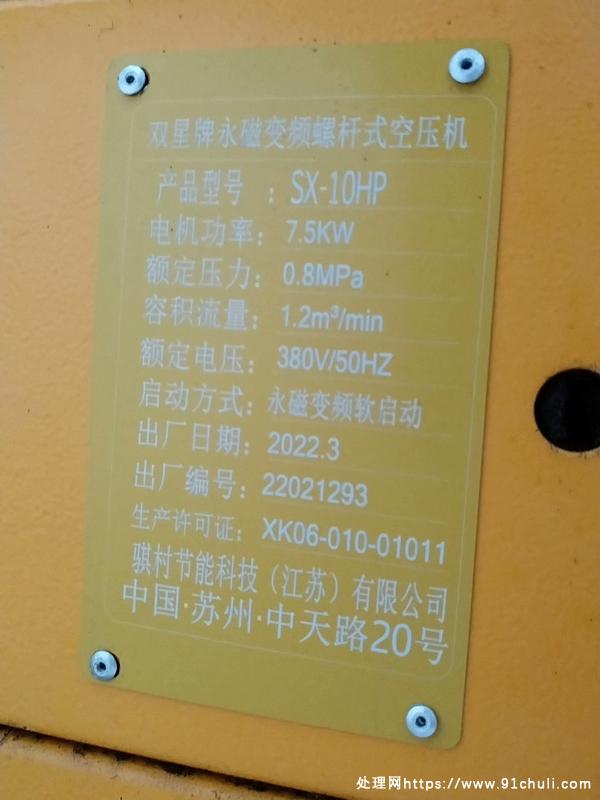 双星牌永磁变频螺杆式空压机
产品型号 : SX-10HP
电机功率: 7.5KW
额定压力: 0.8MPa
容积流量: 1.2m³/min
额定电压: 380V/50HZ
启动方式: 永磁变频软启动
出厂日期: 2022.3
出厂编号: 22021293
生产许可证: XK06-010-01011
骐村节能科技（江苏）有限公司
中国·苏州·中天路20号
处理网https://www.91chuli.com